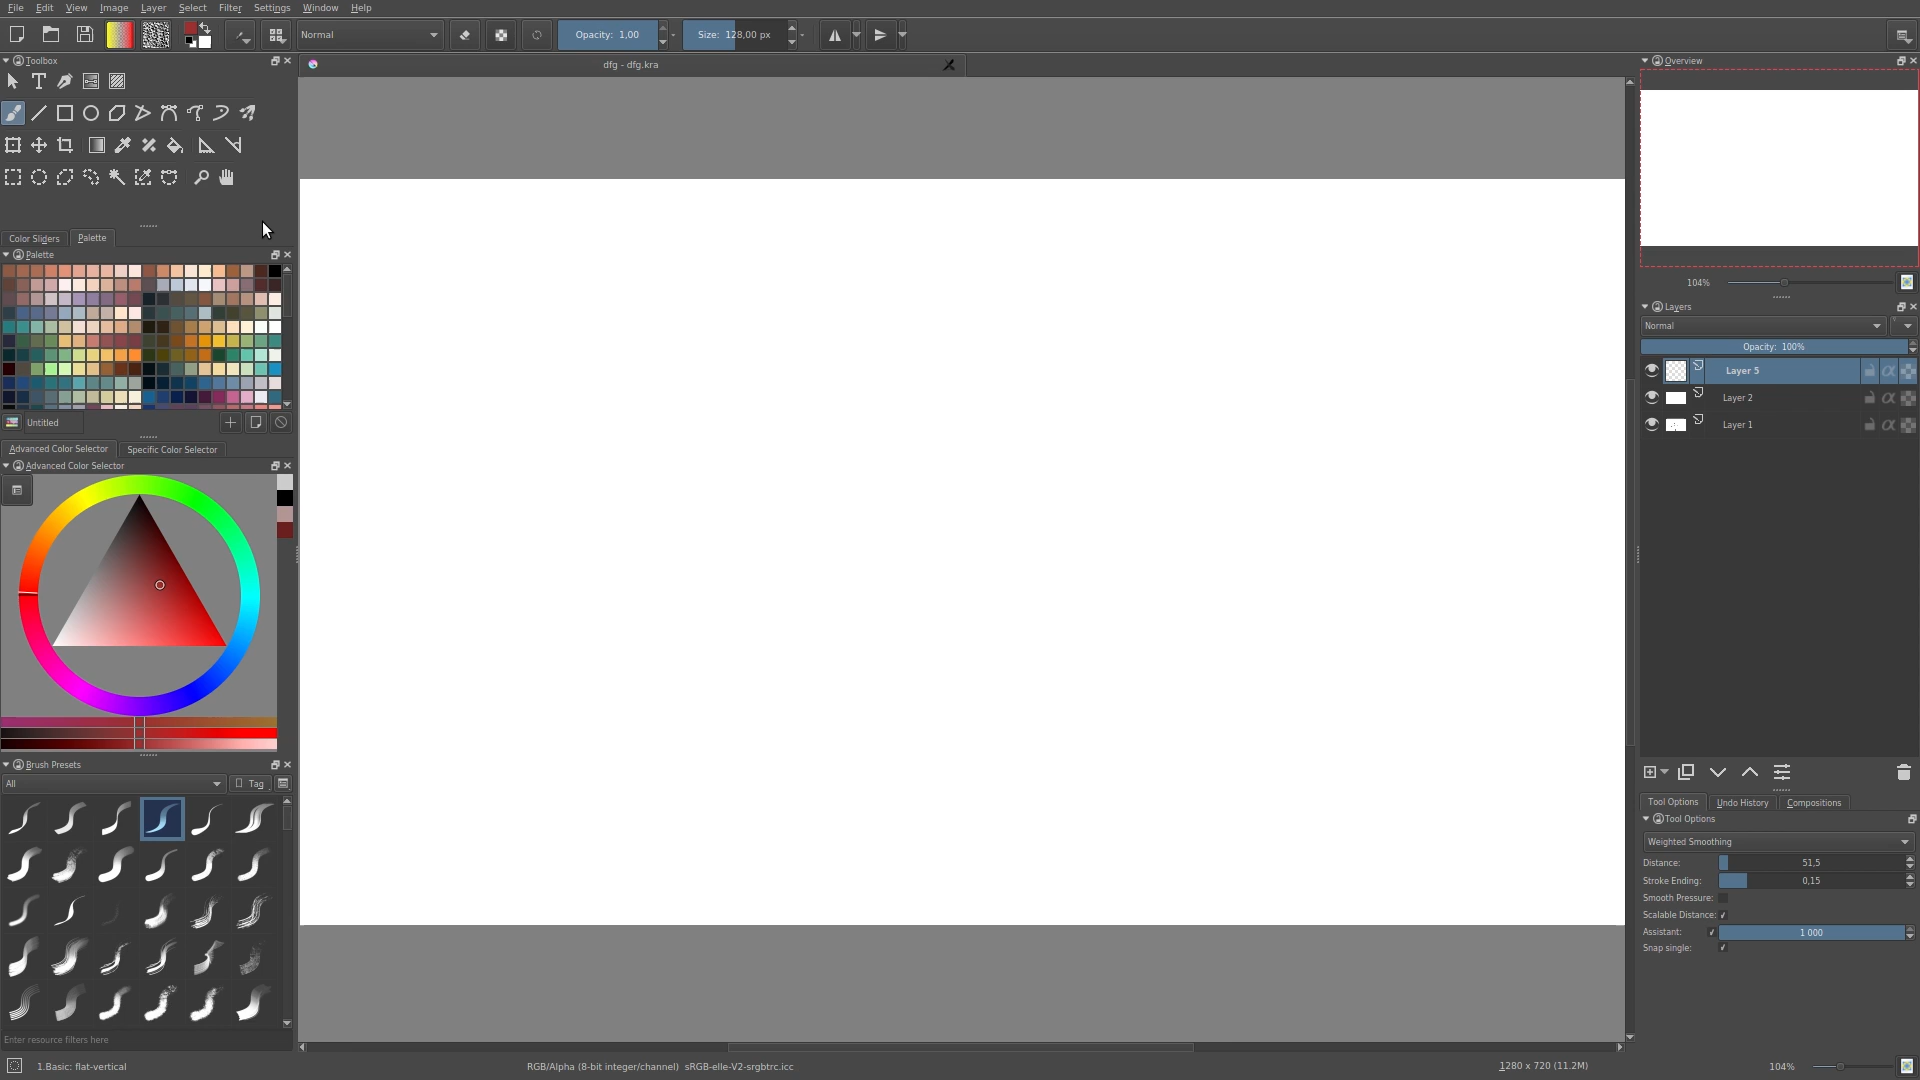 File Edit View Image Layer Select Filter Settings Window Help
Normal Opacity: 1,00 Size: 128,00 px
Toolbox
dfg - dfg.kra
Overview
Color Sliders Palette
Palette
104%
Layers
Normal
Opacity: 100%
Layer 5
Layer 2
Layer 1
Untitled
Advanced Color Selector Specific Color Selector
Advanced Color Selector
Brush Presets
All Tag
Tool Options Undo History Compositions
Tool Options
Weighted Smoothing
Distance: 51,5
Stroke Ending: 0,15
Smooth Pressure:
Scalable Distance:
Assistant: 1 000
Snap single:
Enter resource filters here
1.Basic: flat-vertical RGB/Alpha (8-bit integer/channel) sRGB-elle-V2-srgbtrc.icc 1280 x 720 (11.2M) 104%